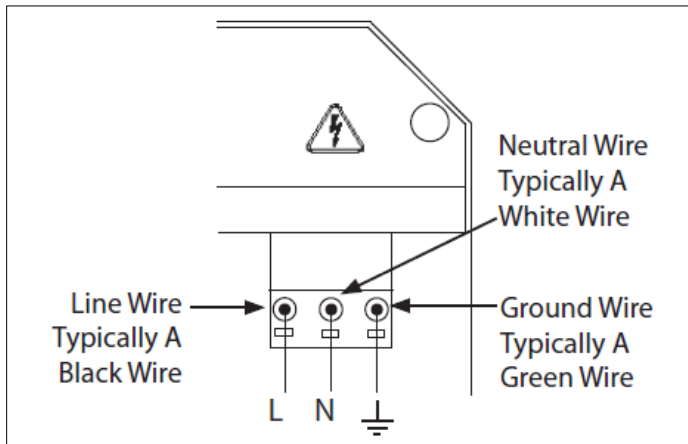 Neutral Wire
Typically A
White Wire
Line Wire
Typically A
Black Wire
Ground Wire
Typically A
Green Wire
L N